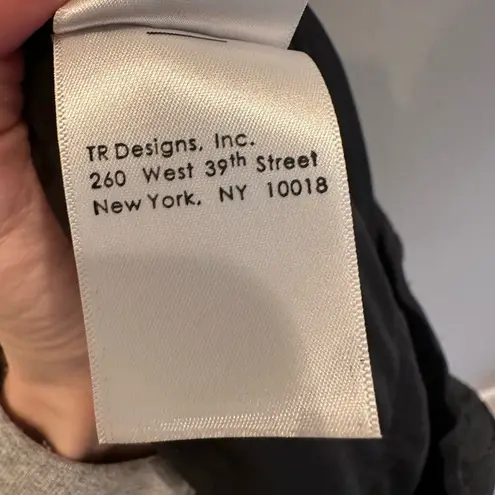 TR Designs, Inc.
260 West 39th Street
New York, NY 10018